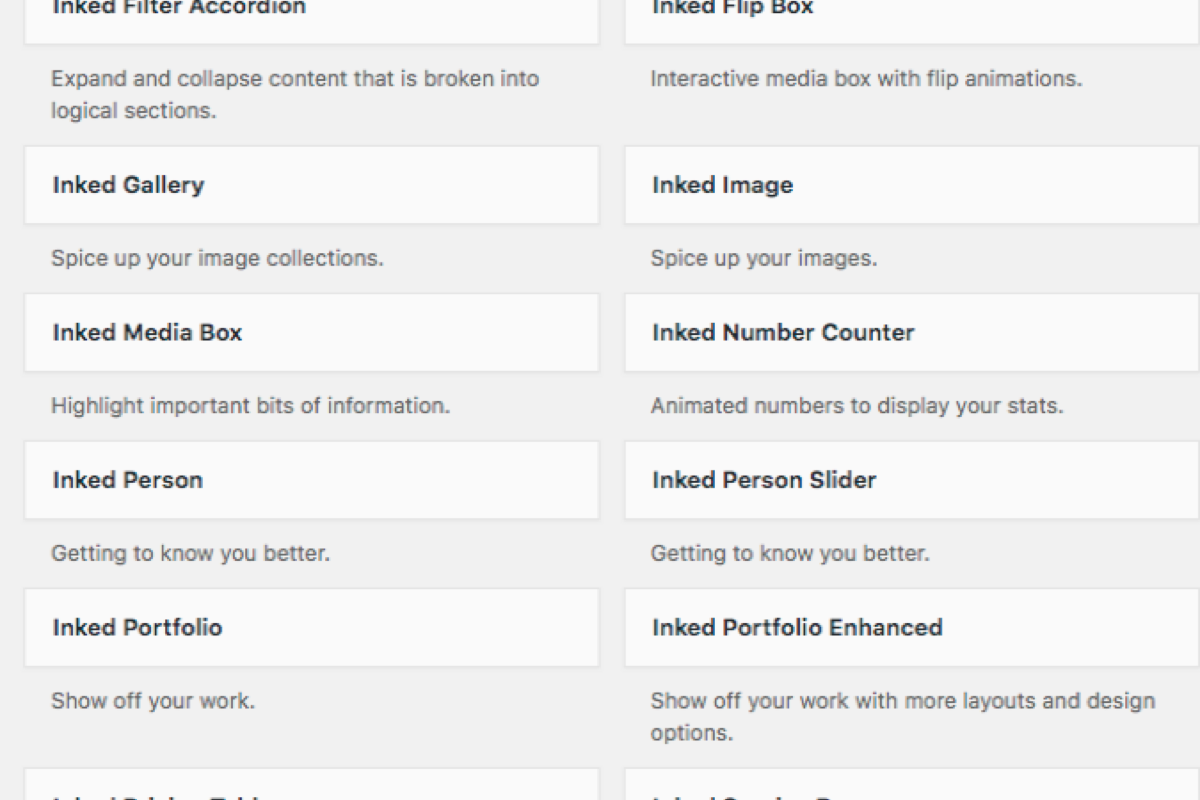 Inked Filter Accordion
Inked Flip Box
Expand and collapse content that is broken into
logical sections.
Interactive media box with flip animations.
Inked Gallery
Inked Image
Spice up your image collections.
Spice up your images.
Inked Media Box
Inked Number Counter
Highlight important bits of information.
Animated numbers to display your stats.
Inked Person
Inked Person Slider
Getting to know you better.
Getting to know you better.
Inked Portfolio
Inked Portfolio Enhanced
Show off your work.
Show off your work with more layouts and design
options.